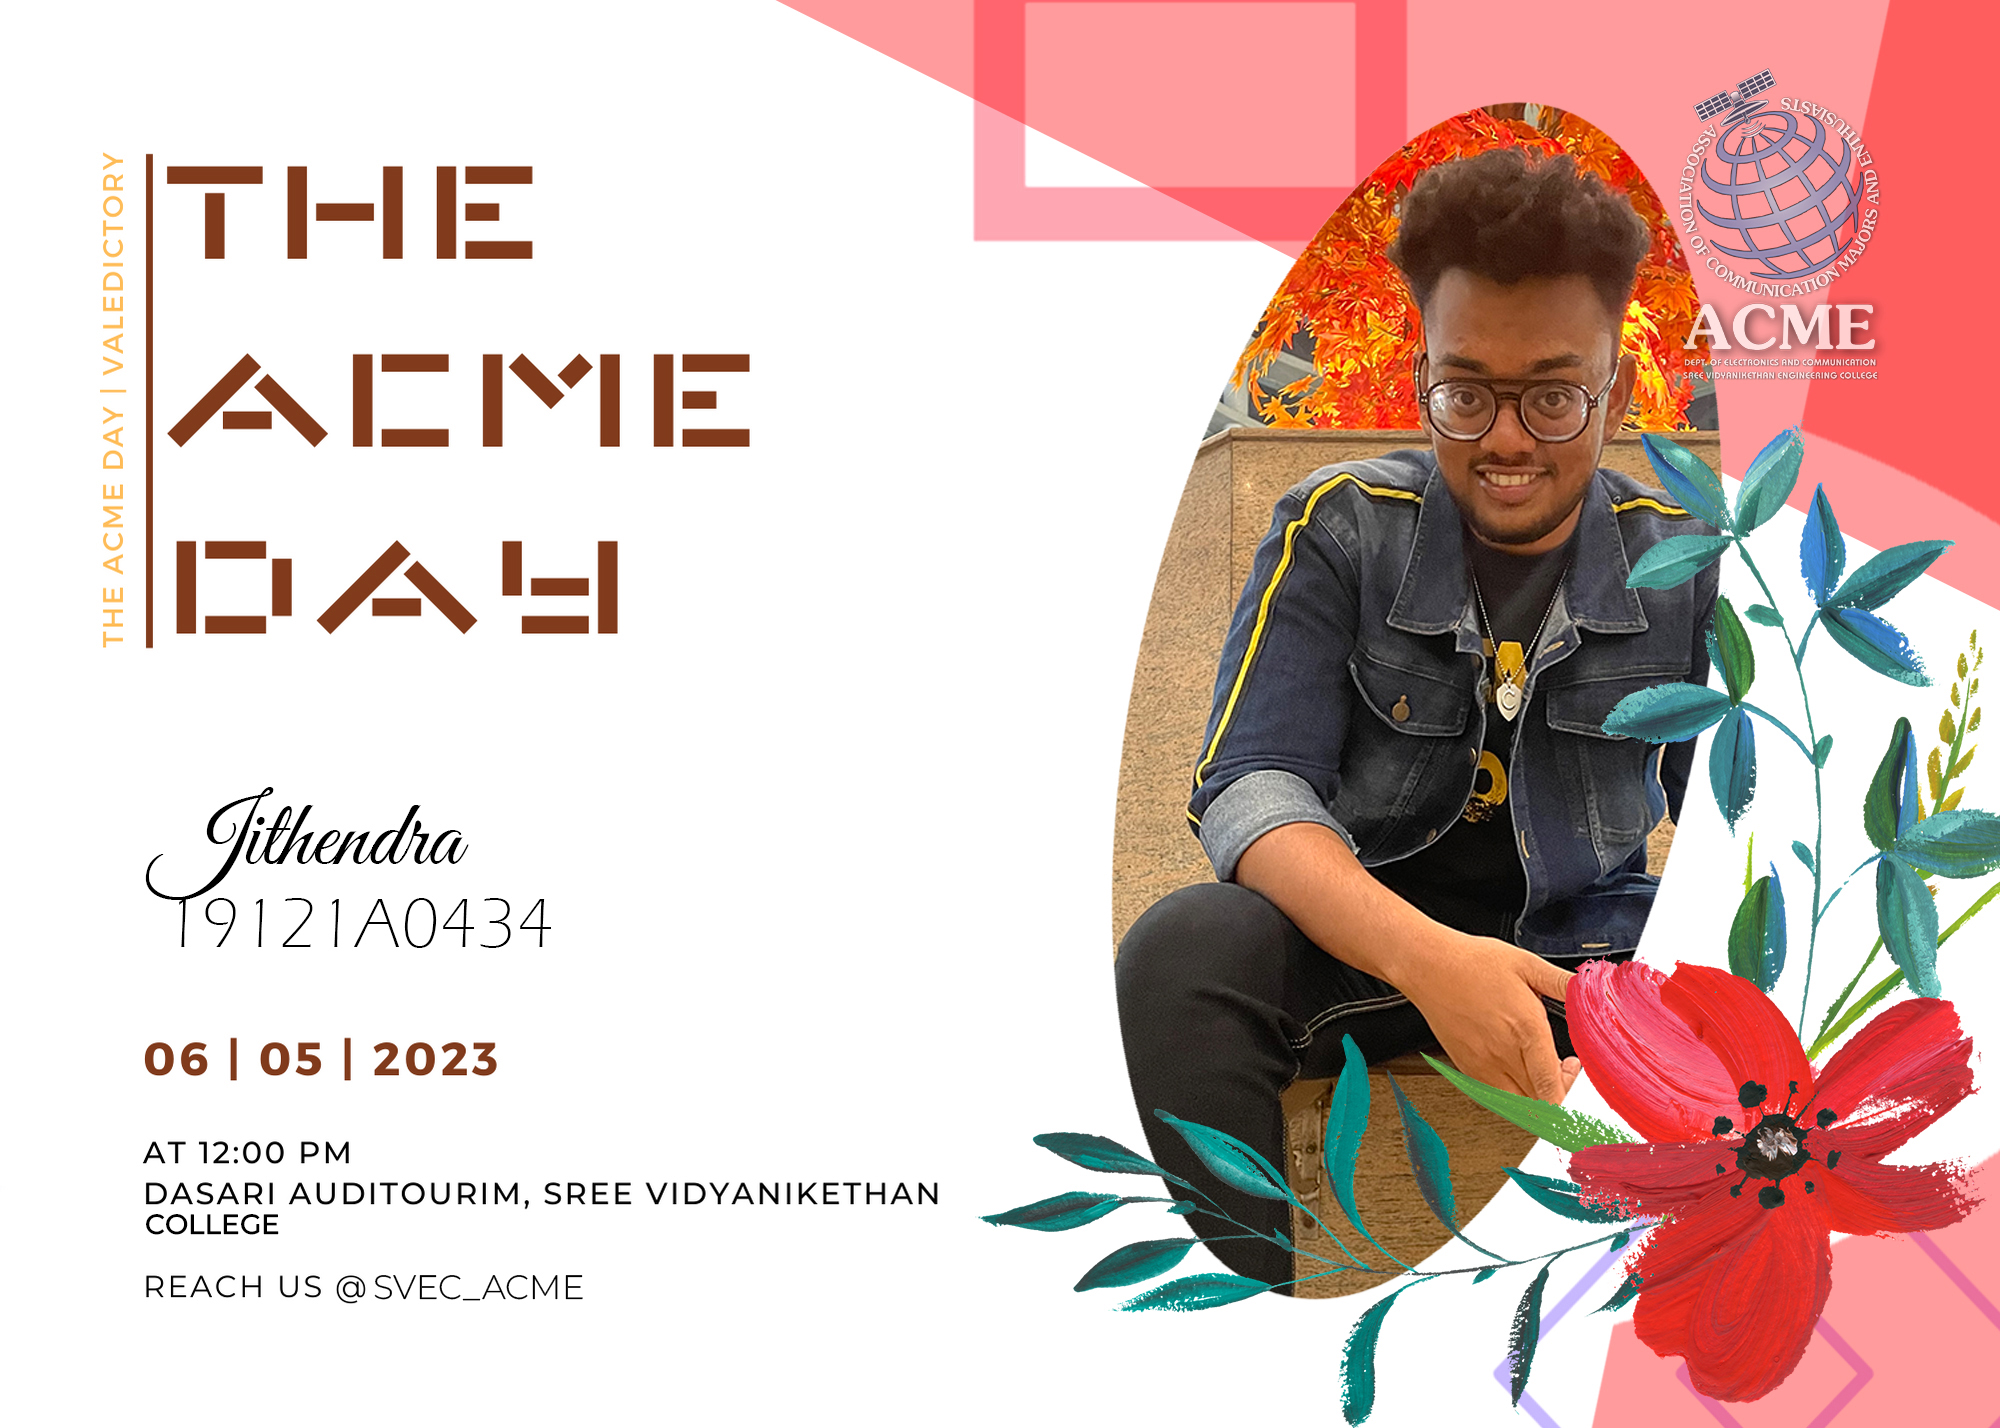 THE ACME DAY | VALEDICTORY
THE
ACME
DAY
Jithendra
19121A0434
06 | 05 | 2023
AT 12:00 PM
DASARI AUDITOURIM, SREE VIDYANIKETHAN
COLLEGE
REACH US @SVEC_ACME
ASSOCIATION OF COMMUNICATION MAJORS AND ENTHUSIASTS
ACME
DEPT. OF ELECTRONICS AND COMMUNICATION
SREE VIDYANIKETHAN ENGINEERING COLLEGE
C